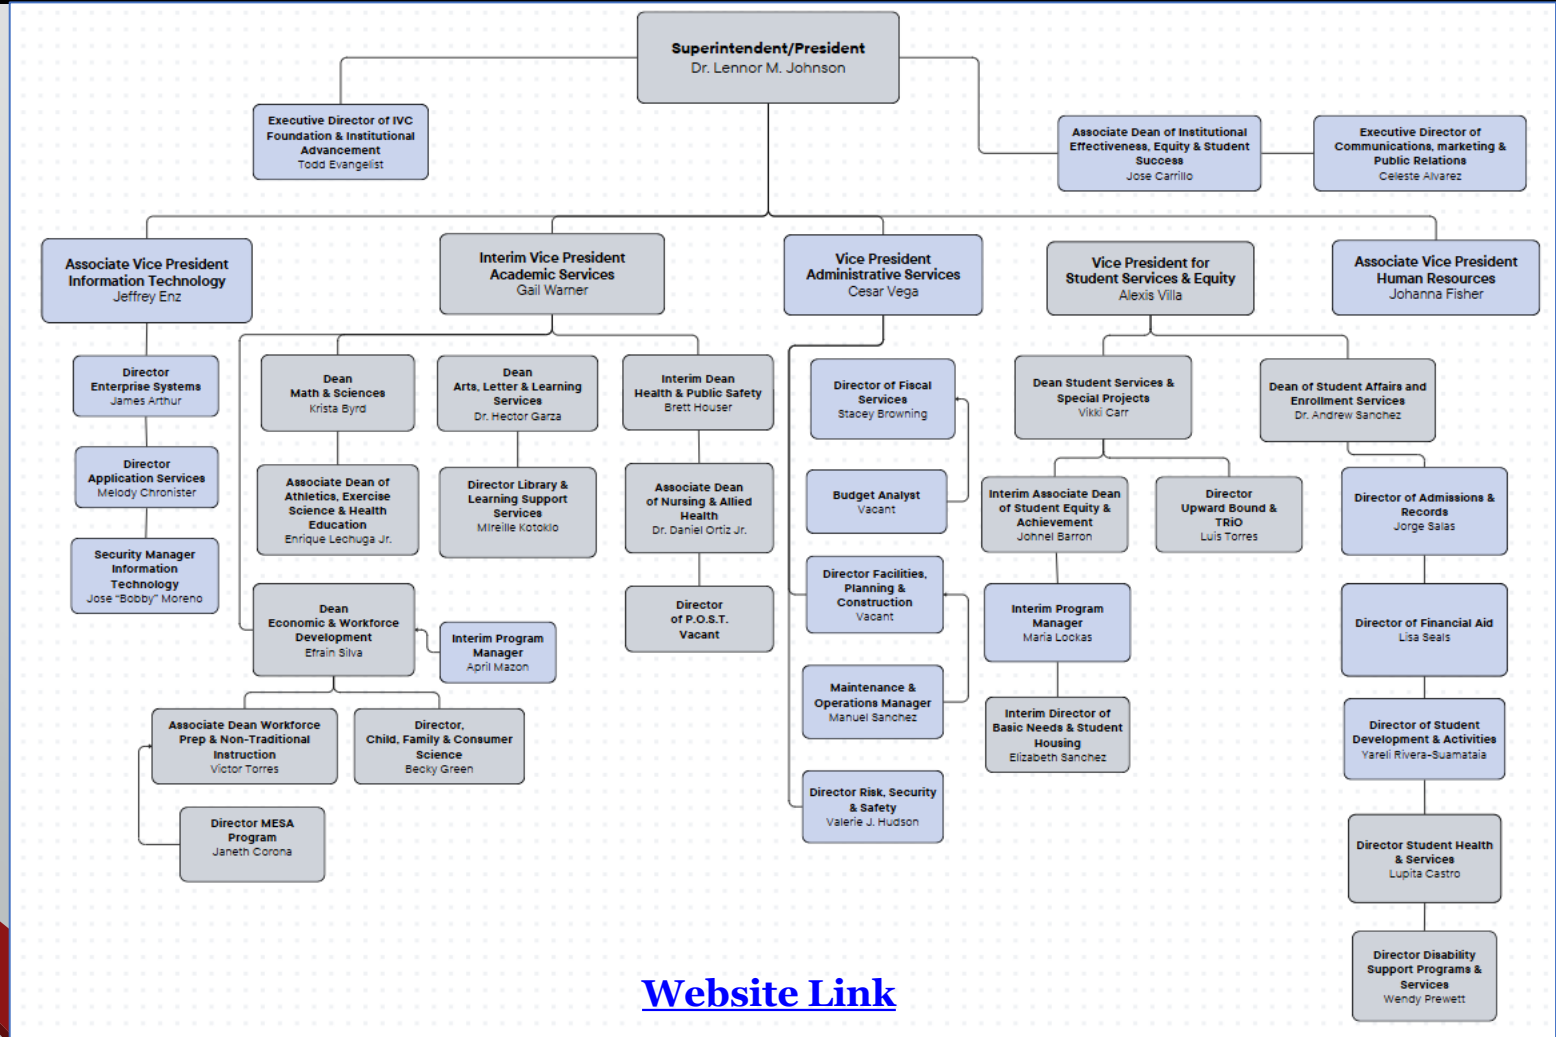 Superintendent/President
Dr. Lennor M. Johnson
Executive Director of IVC
Foundation & Institutional
Advancement
Todd Evangelist
Associate Dean of Institutional
Effectiveness, Equity & Student
Success
Jose Carrillo
Executive Director of
Communications, marketing &
Public Relations
Celeste Alvarez
Associate Vice President
Information Technology
Jeffrey Enz
Interim Vice President
Academic Services
Gail Warner
Vice President
Administrative Services
Cesar Vega
Vice President for
Student Services & Equity
Alexis Villa
Associate Vice President
Human Resources
Johanna Fisher
Director
Enterprise Systems
James Arthur
Director
Application Services
Melody Chronister
Security Manager
Information
Technology
Jose "Bobby" Moreno
Dean
Math & Sciences
Krista Byrd
Dean
Arts, Letter & Learning
Services
Dr. Hector Garza
Interim Dean
Health & Public Safety
Brett Houser
Associate Dean of
Athletics, Exercise
Science & Health
Education
Enrique Lechuga Jr.
Director Library &
Learning Support
Services
MIreille Kotoklo
Associate Dean
of Nursing & Allied
Health
Dr. Daniel Ortiz Jr.
Director
of P.O.S.T.
Vacant
Dean
Economic & Workforce
Development
Efrain Silva
Interim Program
Manager
April Mazon
Associate Dean Workforce
Prep & Non-Traditional
Instruction
Victor Torres
Director,
Child, Family & Consumer
Science
Becky Green
Director MESA
Program
Janeth Corona
Director of Fiscal
Services
Stacey Browning
Budget Analyst
Vacant
Director Facilities,
Planning &
Construction
Vacant
Maintenance &
Operations Manager
Manuel Sanchez
Director Risk, Security
& Safety
Valerie J. Hudson
Dean Student Services &
Special Projects
Vikki Carr
Dean of Student Affairs and
Enrollment Services
Dr. Andrew Sanchez
Interim Associate Dean
of Student Equity &
Achievement
Johnel Barron
Director
Upward Bound &
TRiO
Luis Torres
Interim Program
Manager
Maria Lockas
Interim Director of
Basic Needs & Student
Housing
Elizabeth Sanchez
Director of Admissions &
Records
Jorge Salas
Director of Financial Aid
Lisa Seals
Director of Student
Development & Activities
Yareli Rivera-Suamataia
Director Student Health
& Services
Lupita Castro
Director Disability
Support Programs &
Services
Wendy Prewett
Website Link